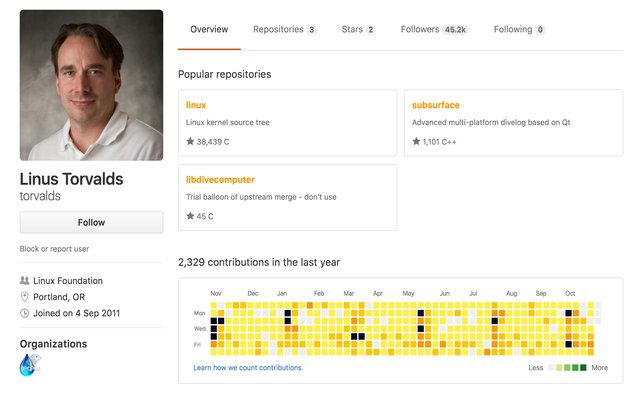 Overview
Repositories 3
Stars 2
Followers 45.2k
Following 0
Popular repositories
linux
Linux kernel source tree
38,439 C
subsurface
Advanced multi-platform divelog based on Qt
1,101 C++
libdivecomputer
Trial balloon of upstream merge - don't use
45 C
Linus Torvalds
torvalds
Follow
Block or report user
Linux Foundation
Portland, OR
Joined on 4 Sep 2011
Organizations
2,329 contributions in the last year
Nov Dec Jan Feb Mar Apr May Jun Jul Aug Sep Oct
Mon
Wed
Fri
Learn how we count contributions.
Less More